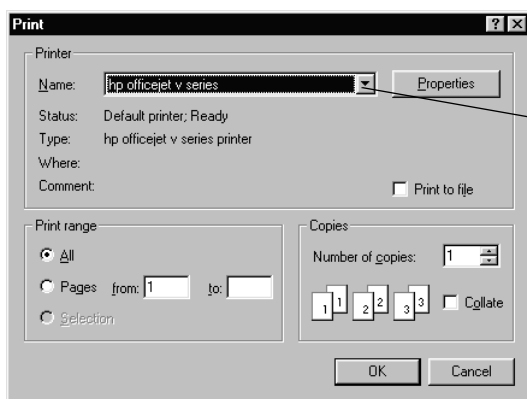 Print
Printer
Name: hp officejet v series Properties
Status: Default printer; Ready
Type: hp officejet v series printer
Where:
Comment: Print to file
Print range
All
Pages from: 1 to:
Selection
Copies
Number of copies: 1
1 1 2 2 3 3 Collate
OK Cancel